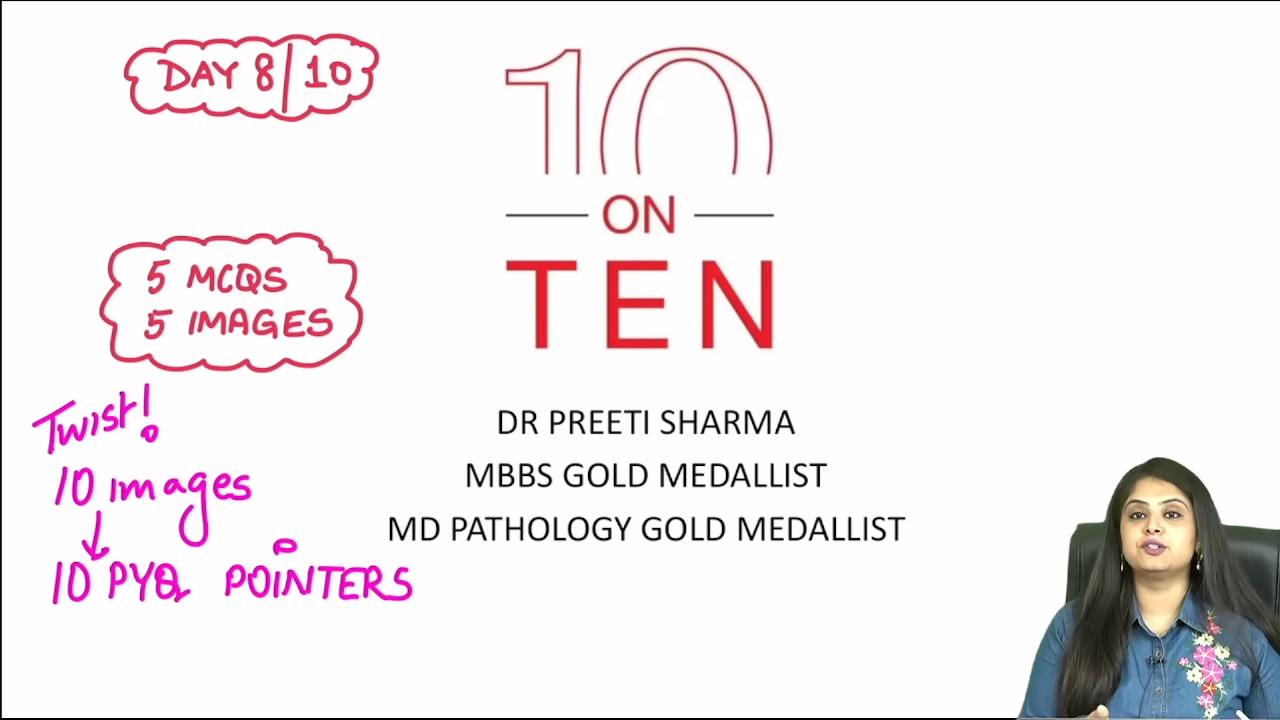 DAY 8|10
10
ON
TEN
5 MCQS
5 IMAGES
Twist!
10 images
10 PYQ POINTERS
DR PREETI SHARMA
MBBS GOLD MEDALLIST
MD PATHOLOGY GOLD MEDALLIST